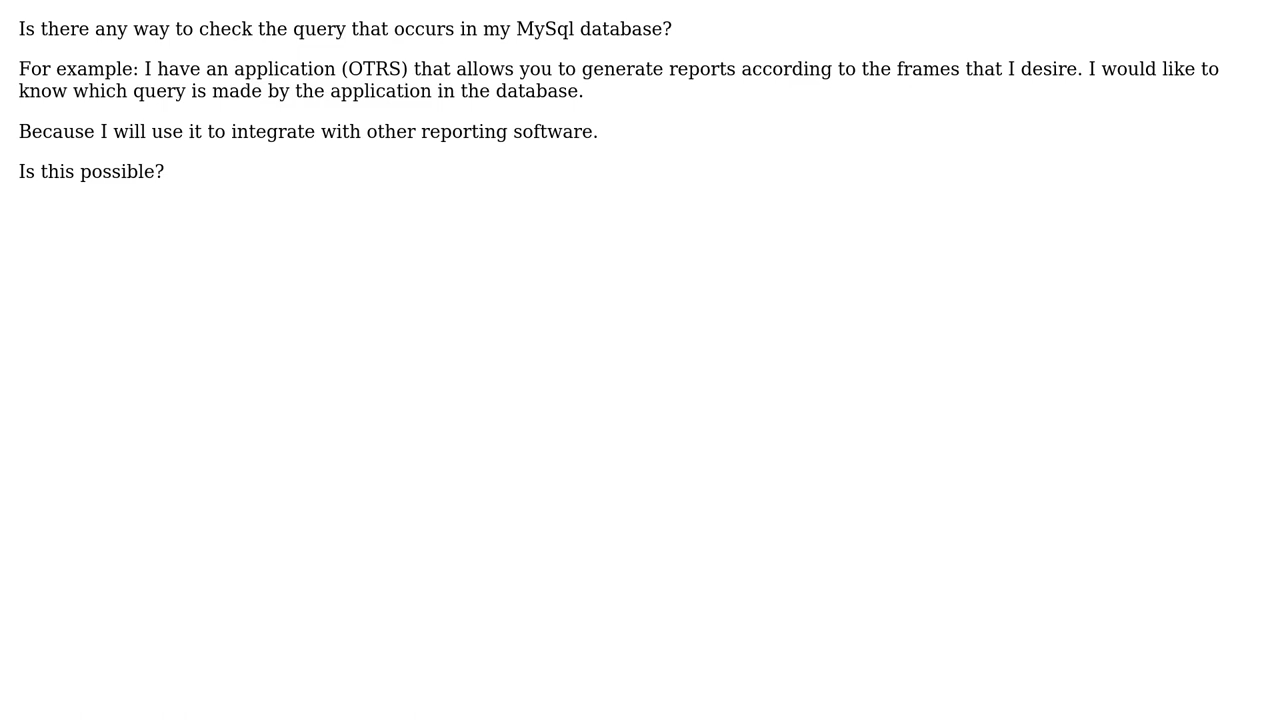 Is there any way to check the query that occurs in my MySql database?
For example: I have an application (OTRS) that allows you to generate reports according to the frames that I desire. I would like to
know which query is made by the application in the database.
Because I will use it to integrate with other reporting software.
Is this possible?